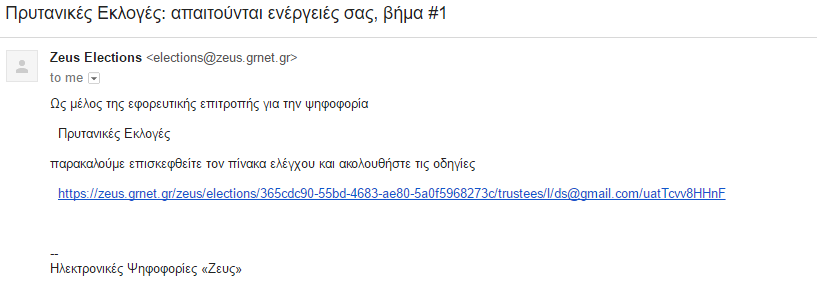 Πρυτανικές Εκλογές: απαιτούνται ενέργειές σας, βήμα #1
Zeus Elections <elections@zeus.grnet.gr>
to me
Ως μέλος της εφορευτικής επιτροπής για την ψηφοφορία
Πρυτανικές Εκλογές
παρακαλούμε επισκεφθείτε τον πίνακα ελέγχου και ακολουθήστε τις οδηγίες
https://zeus.grnet.gr/zeus/elections/365cdc90-55bd-4683-ae80-5a0f5968273c/trustees/l/ds@gmail.com/uatTcvv8HHnF
--
Ηλεκτρονικές Ψηφοφορίες «Ζευς»